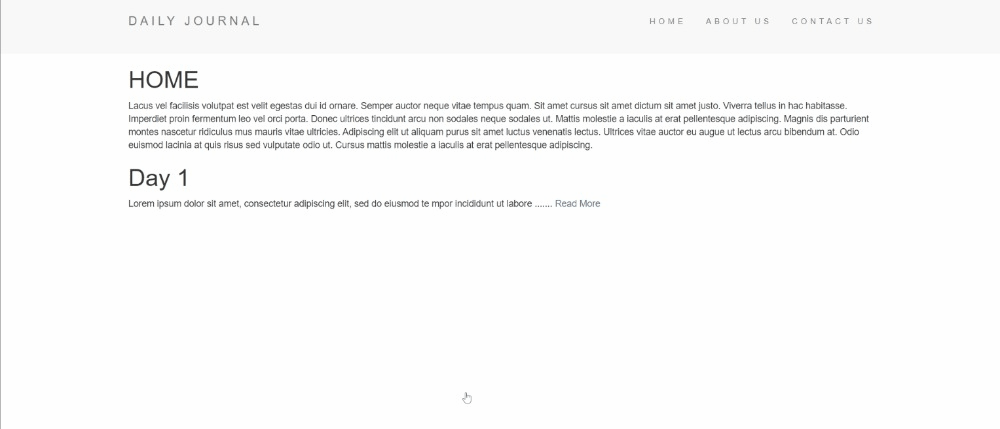 DAILY JOURNAL
HOME ABOUT US CONTACT US
HOME
Lacus vel facilisis volutpat est velit egestas dui id ornare. Semper auctor neque vitae tempus quam. Sit amet cursus sit amet dictum sit amet justo. Viverra tellus in hac habitasse.
Imperdiet proin fermentum leo vel orci porta. Donec ultrices tincidunt arcu non sodales neque sodales ut. Mattis molestie a iaculis at erat pellentesque adipiscing. Magnis dis parturient
montes nascetur ridiculus mus mauris vitae ultricies. Adipiscing elit ut aliquam purus sit amet luctus venenatis lectus. Ultrices vitae auctor eu augue ut lectus arcu bibendum at. Odio
euismod lacinia at quis risus sed vulputate odio ut. Cursus mattis molestie a iaculis at erat pellentesque adipiscing.
Day 1
Lorem ipsum dolor sit amet, consectetur adipiscing elit, sed do eiusmod te mpor incididunt ut labore ....... Read More